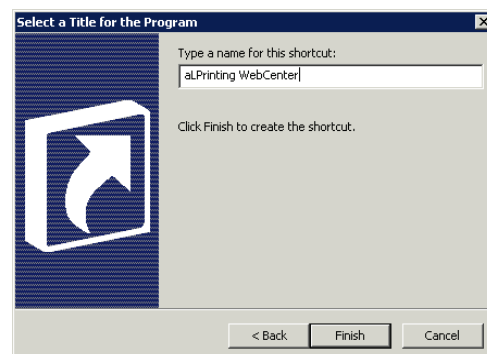 Select a Title for the Program
Type a name for this shortcut:
aLPrinting WebCenter
Click Finish to create the shortcut.
< Back
Finish
Cancel